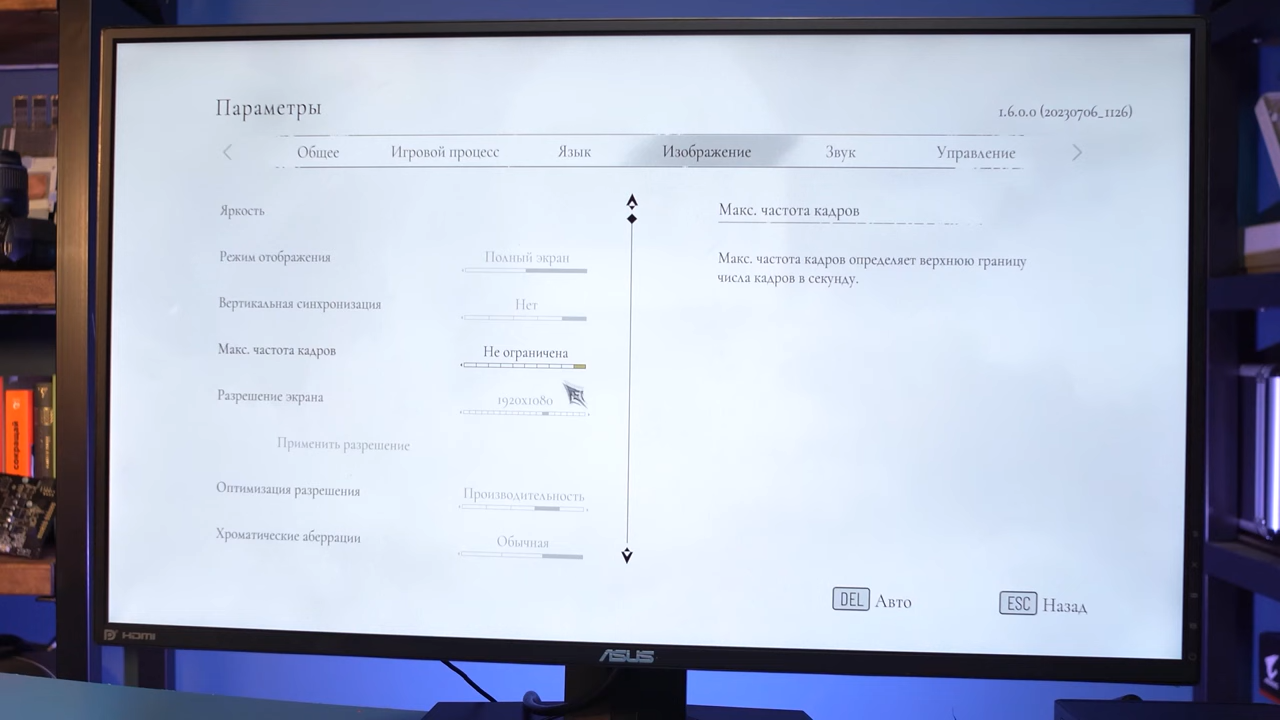 Параметры
1.6.0.0 (20230706_1126)
Общее Игровой процесс Язык Изображение Звук Управление
Яркость
Режим отображения Полный экран
Вертикальная синхронизация Нет
Макс. частота кадров Не ограничена
Разрешение экрана 1920x1080
Применить разрешение
Оптимизация разрешения Производительность
Хроматические аберрации Обычная
Макс. частота кадров
Макс. частота кадров определяет верхнюю границу
числа кадров в секунду.
DEL Авто
ESC Назад
HDMI
ASUS
сокращай